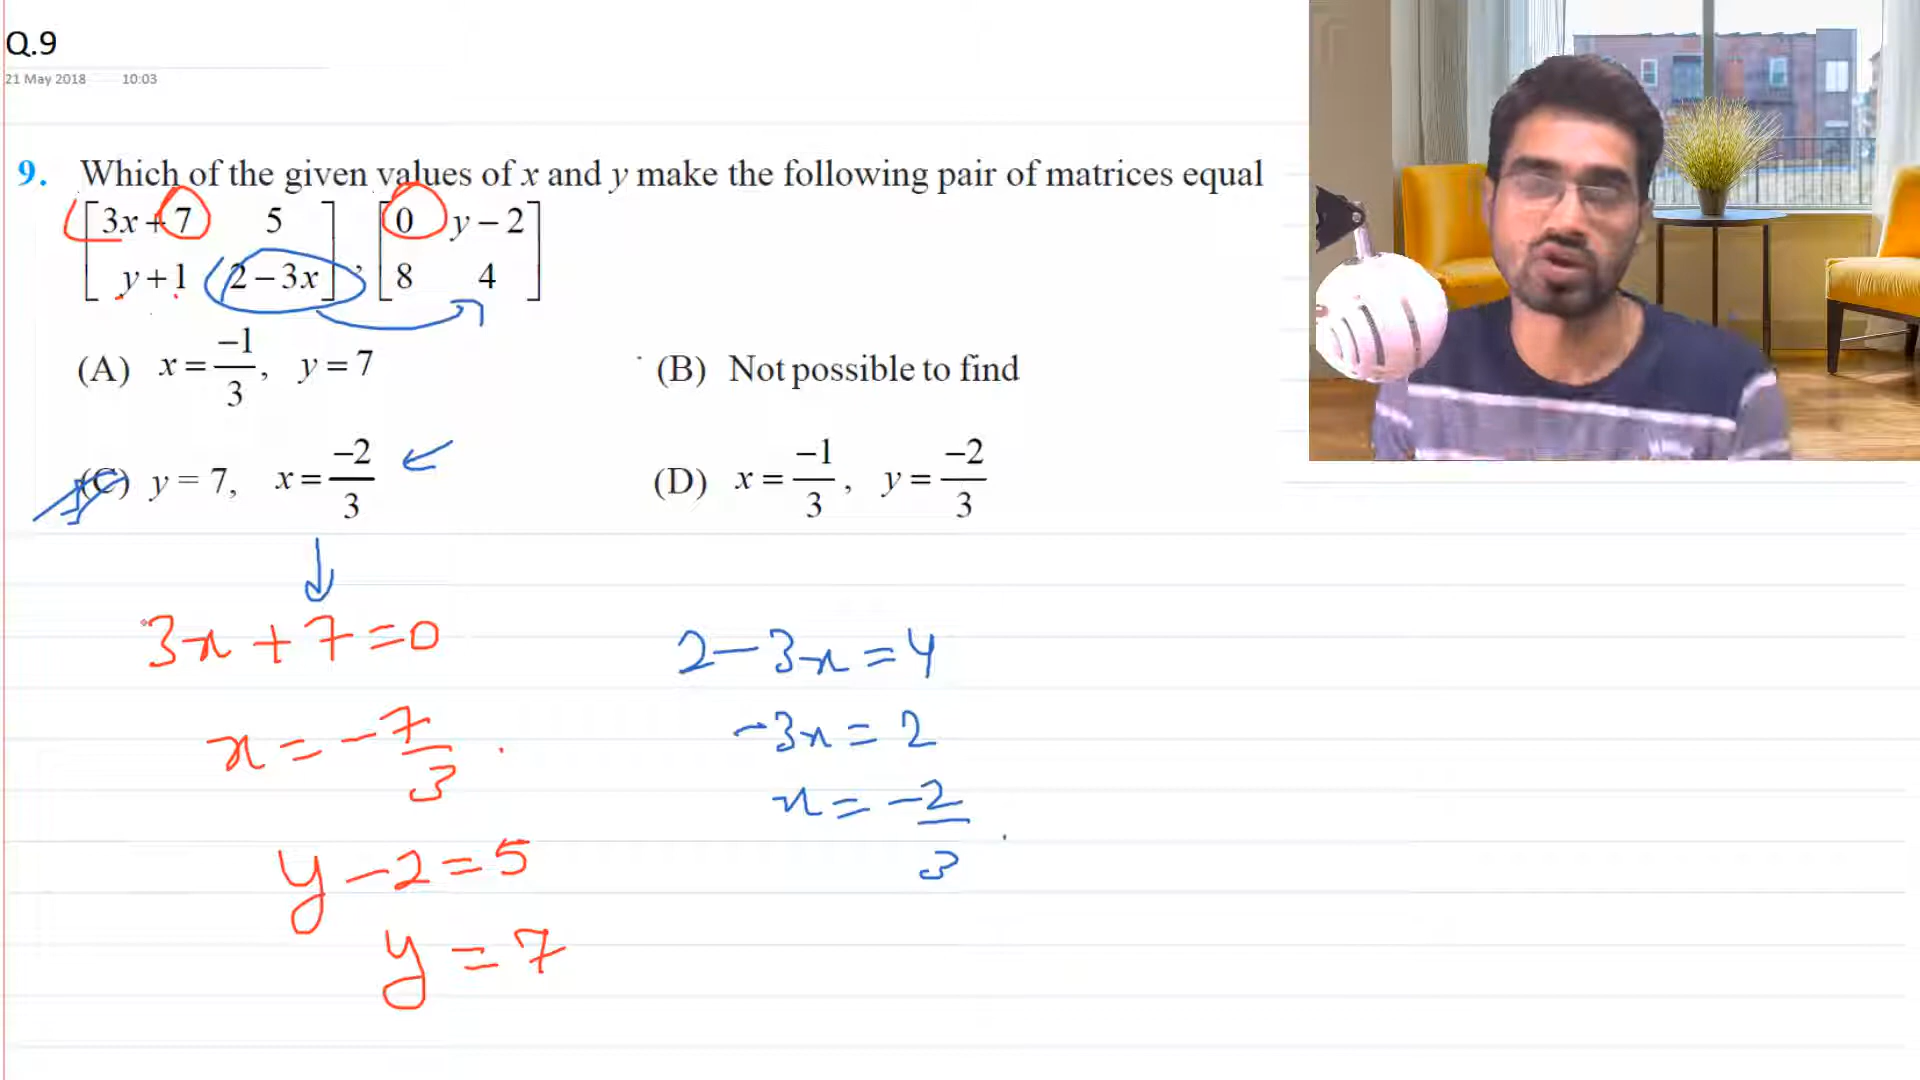 Q.9
21 May 2018 10:03
9. Which of the given values of x and y make the following pair of matrices equal
[3x+7 5] [0 y−2]
[y+1 2−3x], [8 4]
(A) x = −1/3, y = 7 (B) Not possible to find
(C) y = 7, x = −2/3 (D) x = −1/3, y = −2/3
3x + 7 = 0
x = −7/3
y − 2 = 5
y = 7
2 − 3x = 4
−3x = 2
x = −2/3